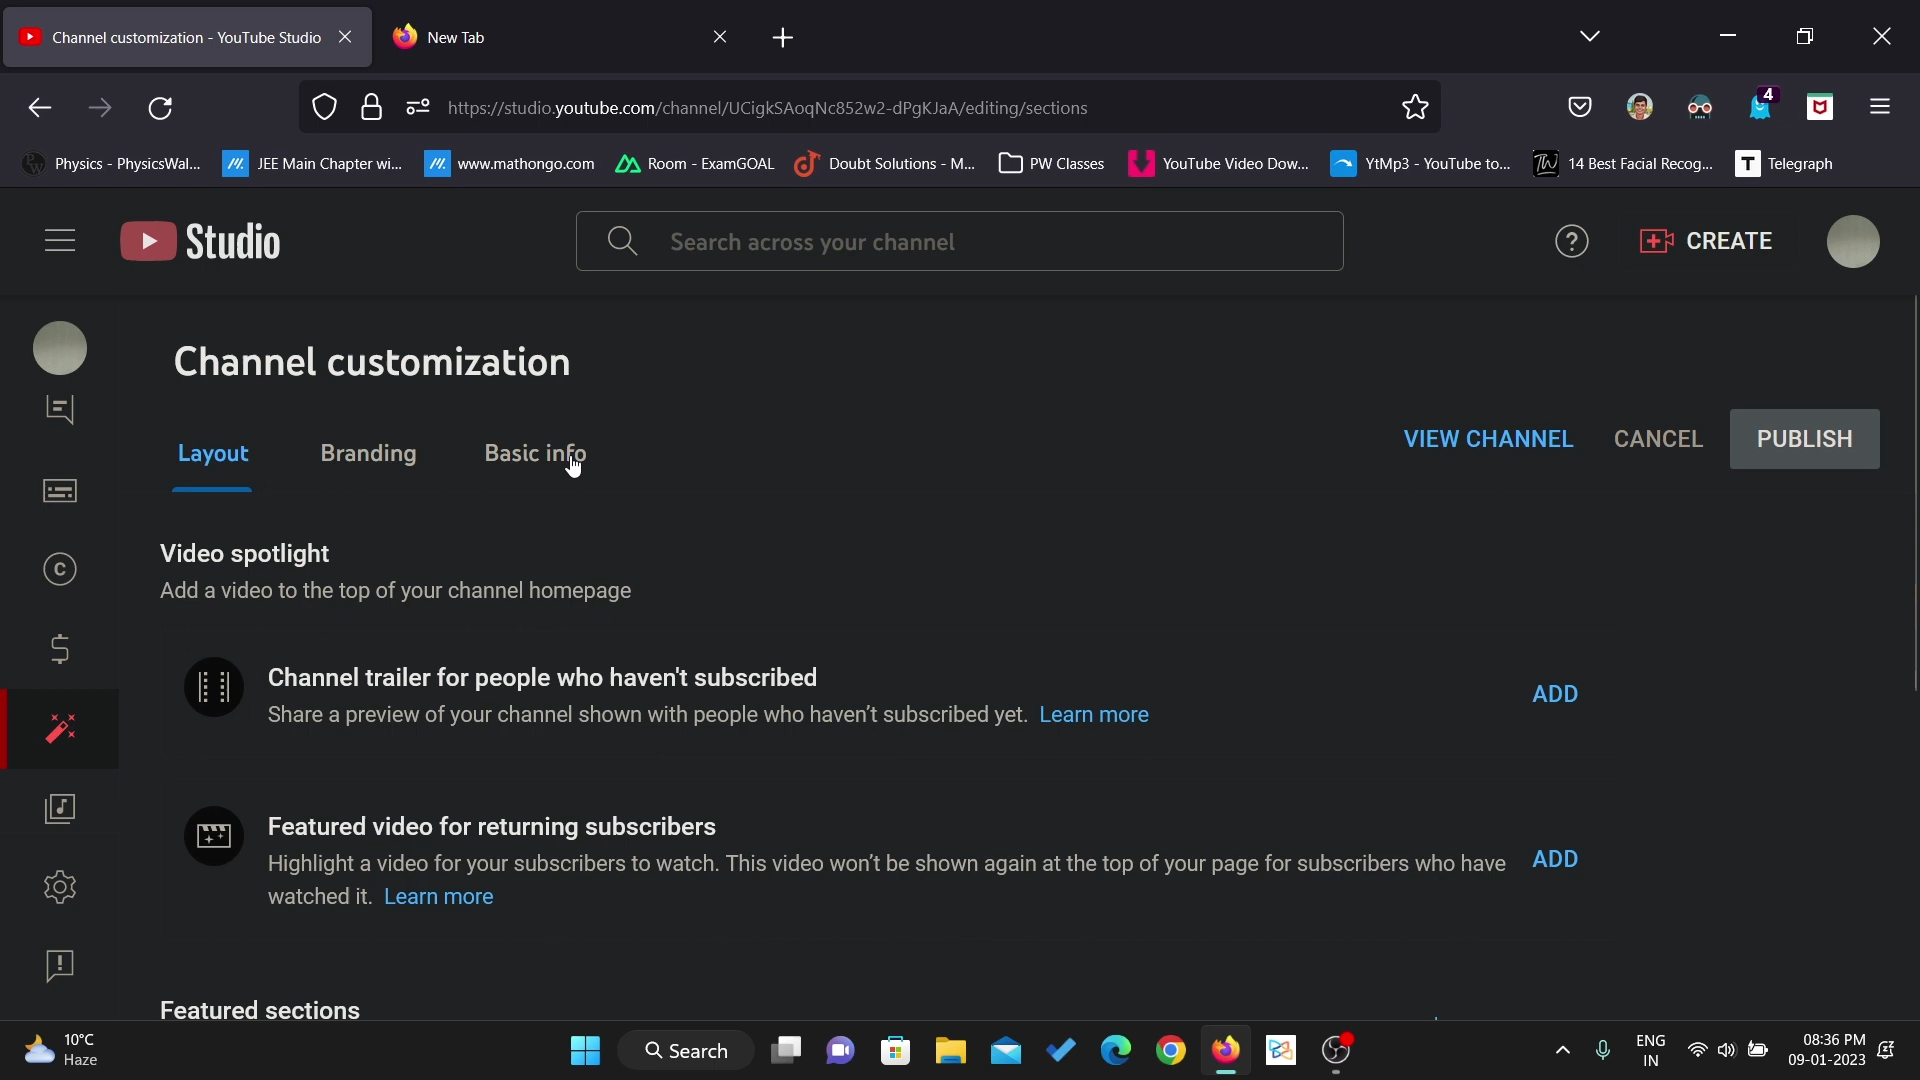 Channel customization - YouTube Studio
New Tab
https://studio.youtube.com/channel/UCigkSAoqNc852w2-dPgKJaA/editing/sections
4
Physics - PhysicsWal...
JEE Main Chapter wi...
www.mathongo.com
Room - ExamGOAL
Doubt Solutions - M...
PW Classes
YouTube Video Dow...
YtMp3 - YouTube to...
14 Best Facial Recog...
T Telegraph
Studio
Search across your channel
CREATE
Channel customization
Layout
Branding
Basic info
VIEW CHANNEL
CANCEL
PUBLISH
Video spotlight
Add a video to the top of your channel homepage
Channel trailer for people who haven't subscribed
Share a preview of your channel shown with people who haven't subscribed yet. Learn more
ADD
Featured video for returning subscribers
Highlight a video for your subscribers to watch. This video won't be shown again at the top of your page for subscribers who have
watched it. Learn more
ADD
Featured sections
10°C
Haze
Search
ENG
IN
08:36 PM
09-01-2023